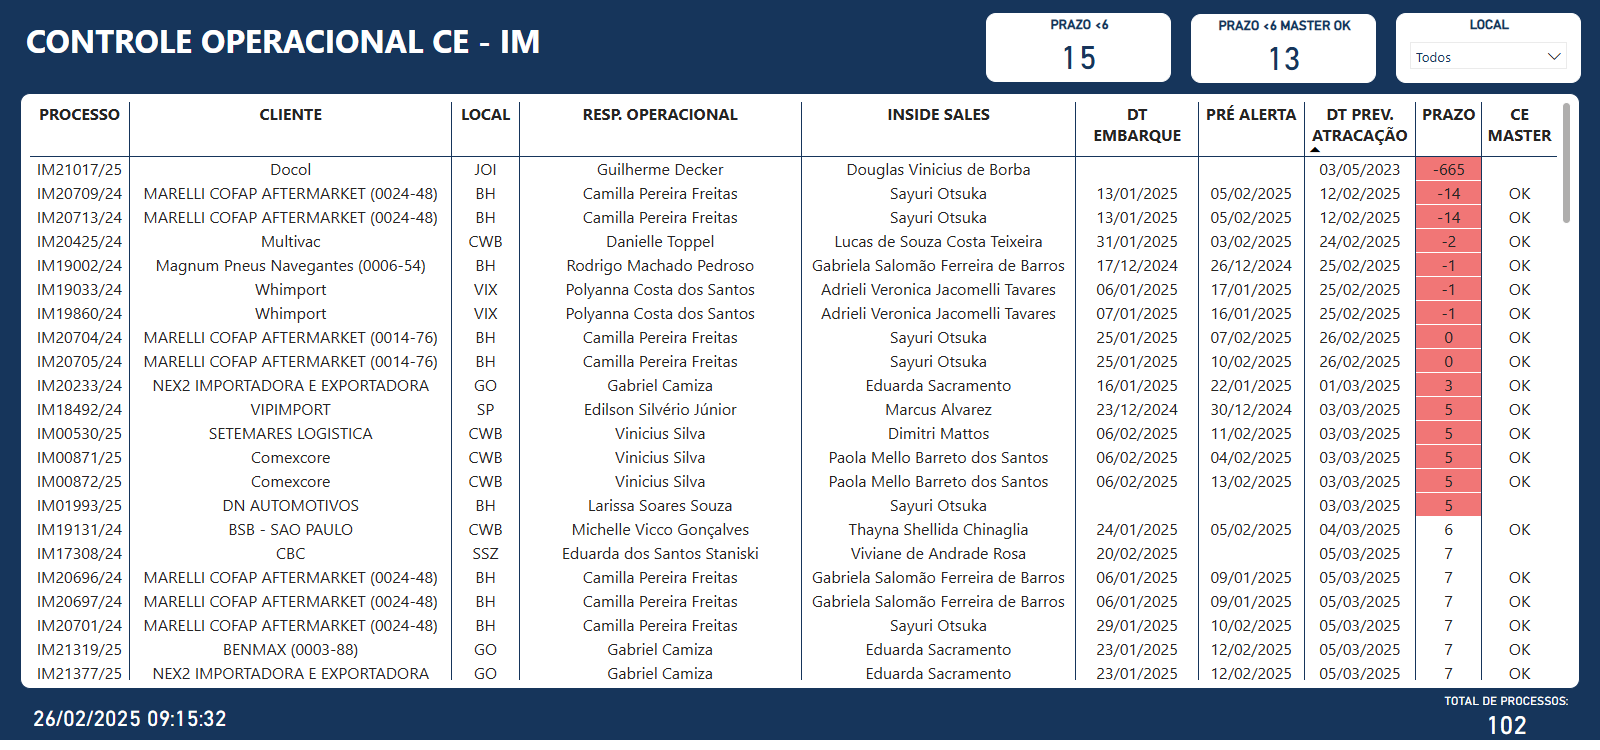 CONTROLE OPERACIONAL CE - IM
PRAZO <6
15
PRAZO <6 MASTER OK
13
LOCAL
Todos
PROCESSO CLIENTE LOCAL RESP. OPERACIONAL INSIDE SALES DT EMBARQUE PRÉ ALERTA DT PREV. ATRACAÇÃO PRAZO CE MASTER
IM21017/25 Docol JOI Guilherme Decker Douglas Vinicius de Borba 03/05/2023 -665
IM20709/24 MARELLI COFAP AFTERMARKET (0024-48) BH Camilla Pereira Freitas Sayuri Otsuka 13/01/2025 05/02/2025 12/02/2025 -14 OK
IM20713/24 MARELLI COFAP AFTERMARKET (0024-48) BH Camilla Pereira Freitas Sayuri Otsuka 13/01/2025 05/02/2025 12/02/2025 -14 OK
IM20425/24 Multivac CWB Danielle Toppel Lucas de Souza Costa Teixeira 31/01/2025 03/02/2025 24/02/2025 -2 OK
IM19002/24 Magnum Pneus Navegantes (0006-54) BH Rodrigo Machado Pedroso Gabriela Salomão Ferreira de Barros 17/12/2024 26/12/2024 25/02/2025 -1 OK
IM19033/24 Whimport VIX Polyanna Costa dos Santos Adrieli Veronica Jacomelli Tavares 06/01/2025 17/01/2025 25/02/2025 -1 OK
IM19860/24 Whimport VIX Polyanna Costa dos Santos Adrieli Veronica Jacomelli Tavares 07/01/2025 16/01/2025 25/02/2025 -1 OK
IM20704/24 MARELLI COFAP AFTERMARKET (0014-76) BH Camilla Pereira Freitas Sayuri Otsuka 25/01/2025 07/02/2025 26/02/2025 0 OK
IM20705/24 MARELLI COFAP AFTERMARKET (0014-76) BH Camilla Pereira Freitas Sayuri Otsuka 25/01/2025 10/02/2025 26/02/2025 0 OK
IM20233/24 NEX2 IMPORTADORA E EXPORTADORA GO Gabriel Camiza Eduarda Sacramento 16/01/2025 22/01/2025 01/03/2025 3 OK
IM18492/24 VIPIMPORT SP Edilson Silvério Júnior Marcus Alvarez 23/12/2024 30/12/2024 03/03/2025 5 OK
IM00530/25 SETEMARES LOGISTICA CWB Vinicius Silva Dimitri Mattos 06/02/2025 11/02/2025 03/03/2025 5 OK
IM00871/25 Comexcore CWB Vinicius Silva Paola Mello Barreto dos Santos 06/02/2025 04/02/2025 03/03/2025 5 OK
IM00872/25 Comexcore CWB Vinicius Silva Paola Mello Barreto dos Santos 06/02/2025 13/02/2025 03/03/2025 5 OK
IM01993/25 DN AUTOMOTIVOS BH Larissa Soares Souza Sayuri Otsuka 03/03/2025 5
IM19131/24 BSB - SAO PAULO CWB Michelle Vicco Gonçalves Thayna Shellida Chinaglia 24/01/2025 05/02/2025 04/03/2025 6 OK
IM17308/24 CBC SSZ Eduarda dos Santos Staniski Viviane de Andrade Rosa 20/02/2025 05/03/2025 7
IM20696/24 MARELLI COFAP AFTERMARKET (0024-48) BH Camilla Pereira Freitas Gabriela Salomão Ferreira de Barros 06/01/2025 09/01/2025 05/03/2025 7 OK
IM20697/24 MARELLI COFAP AFTERMARKET (0024-48) BH Camilla Pereira Freitas Gabriela Salomão Ferreira de Barros 06/01/2025 09/01/2025 05/03/2025 7 OK
IM20701/24 MARELLI COFAP AFTERMARKET (0024-48) BH Camilla Pereira Freitas Sayuri Otsuka 29/01/2025 10/02/2025 05/03/2025 7 OK
IM21319/25 BENMAX (0003-88) GO Gabriel Camiza Eduarda Sacramento 23/01/2025 12/02/2025 05/03/2025 7 OK
IM21377/25 NEX2 IMPORTADORA E EXPORTADORA GO Gabriel Camiza Eduarda Sacramento 23/01/2025 12/02/2025 05/03/2025 7 OK
26/02/2025 09:15:32
TOTAL DE PROCESSOS:
102